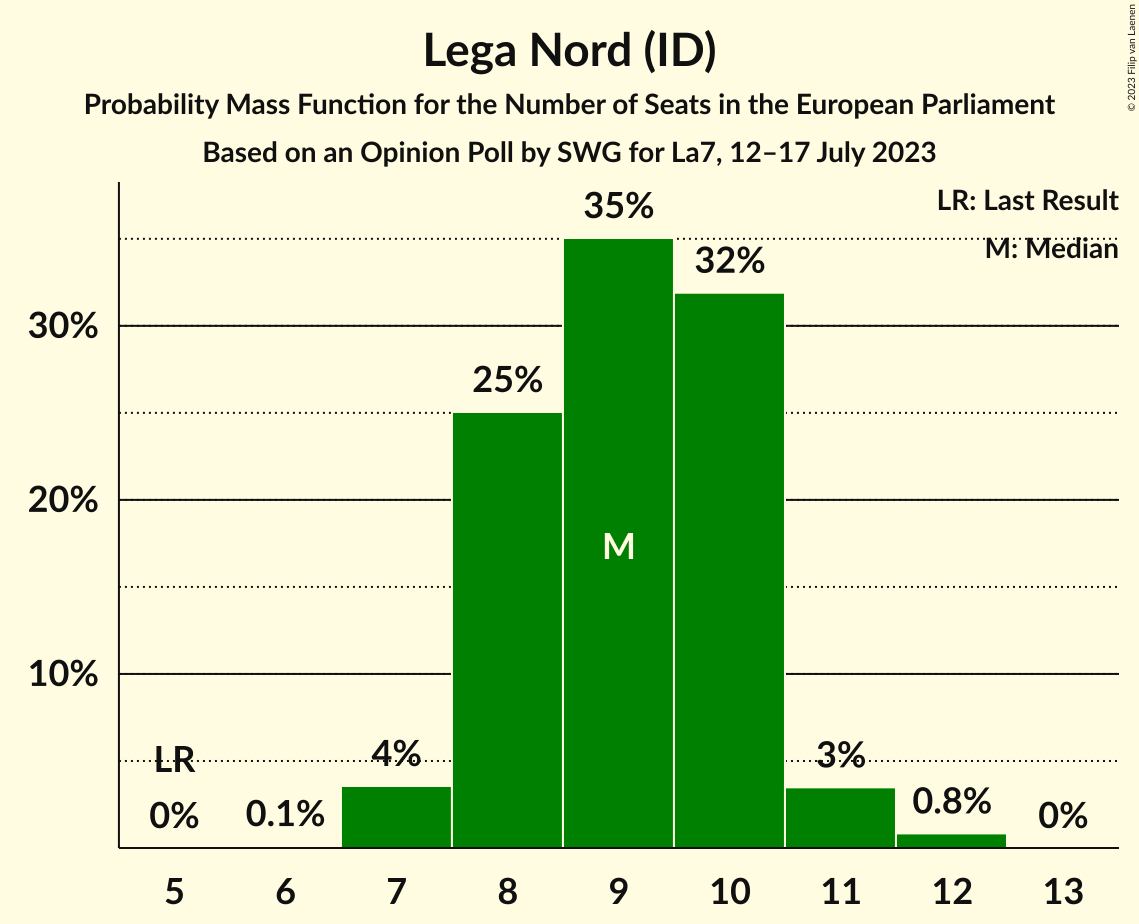 Lega Nord (ID)
Probability Mass Function for the Number of Seats in the European Parliament
Based on an Opinion Poll by SWG for La7, 12–17 July 2023
© 2023 Filip van Laenen
LR: Last Result
M: Median
35%
32%
30%
25%
20%
M
10%
LR
4%
3%
0%
0.1%
0.8%
0%
5 6 7 8 9 10 11 12 13